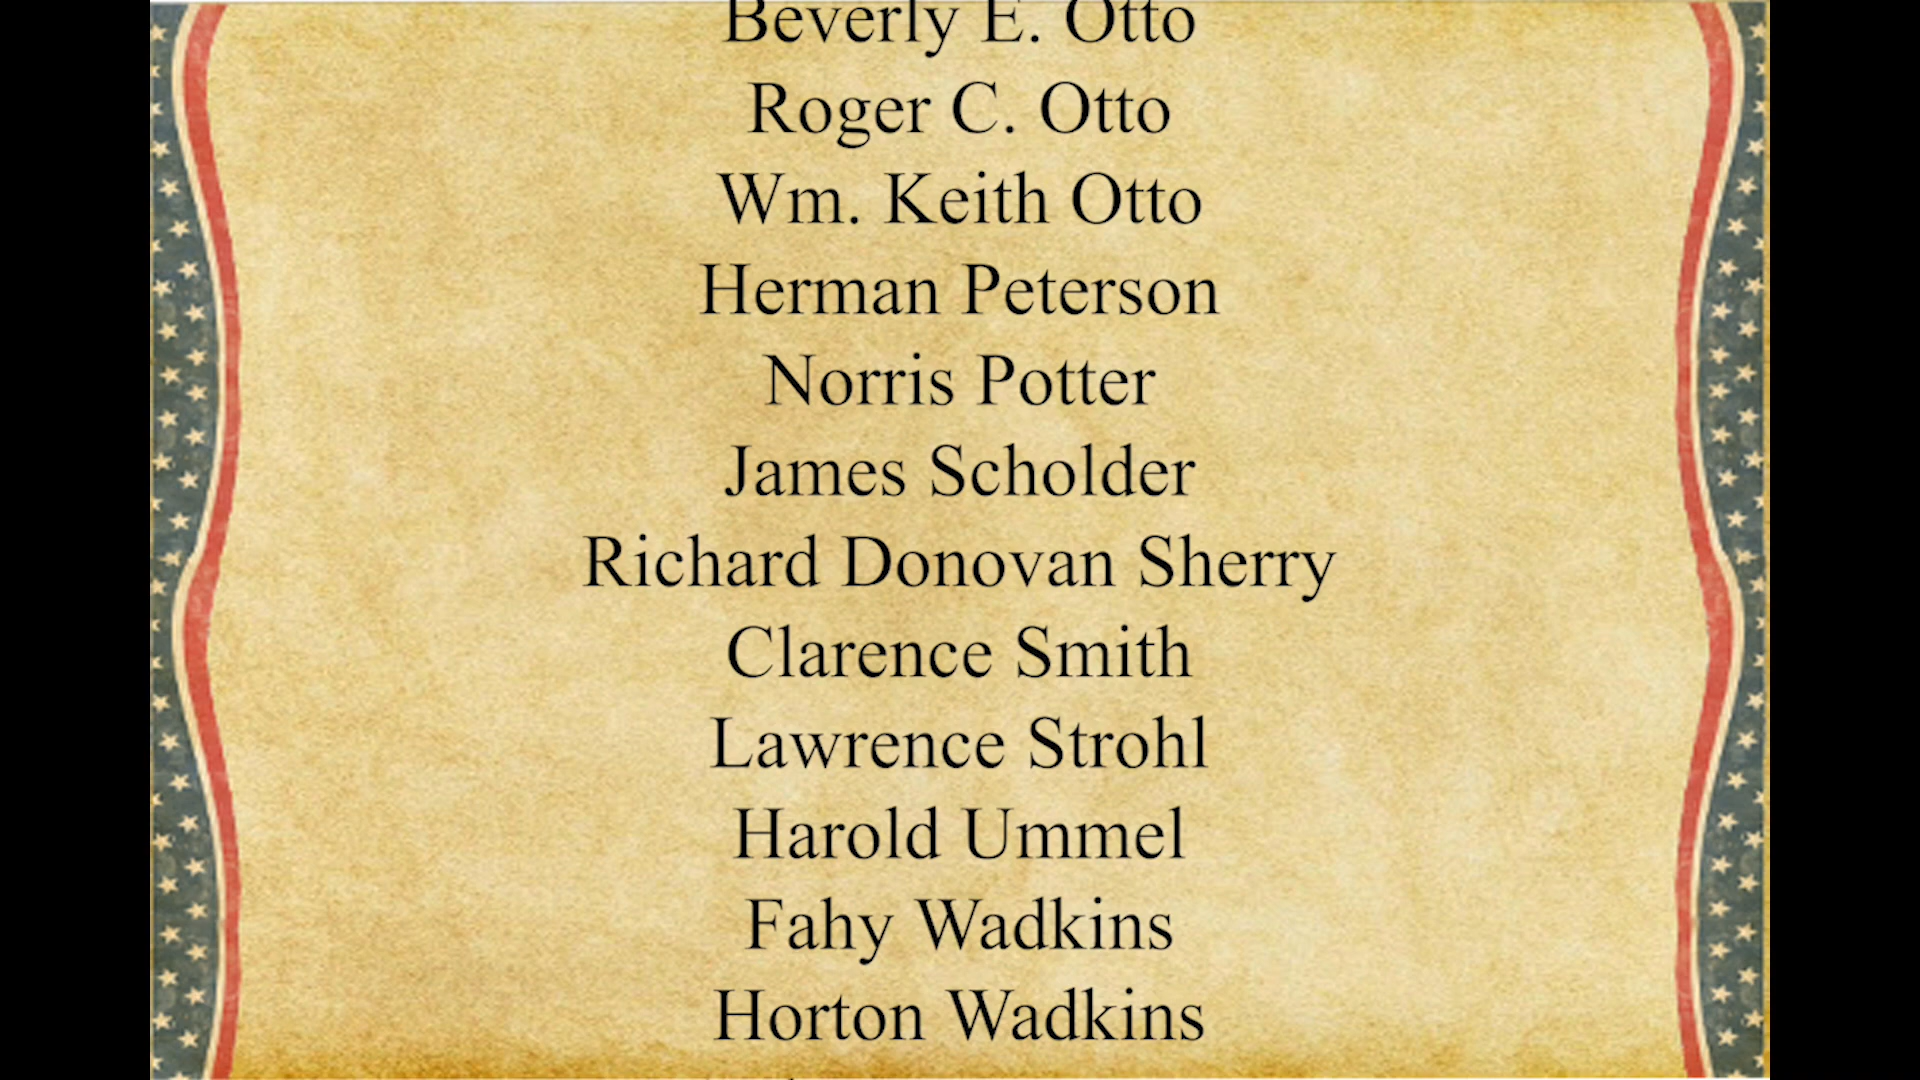 Beverly E. Otto
Roger C. Otto
Wm. Keith Otto
Herman Peterson
Norris Potter
James Scholder
Richard Donovan Sherry
Clarence Smith
Lawrence Strohl
Harold Ummel
Fahy Wadkins
Horton Wadkins